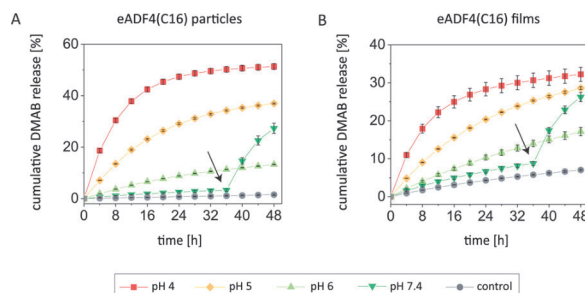 A
eADF4(C16) particles
cumulative DMAB release [%]
60
40
20
0
0 8 16 24 32 40 48
time [h]
B
eADF4(C16) films
cumulative DMAB release [%]
40
30
20
10
0
0 8 16 24 32 40 48
time [h]
pH 4 pH 5 pH 6 pH 7.4 control